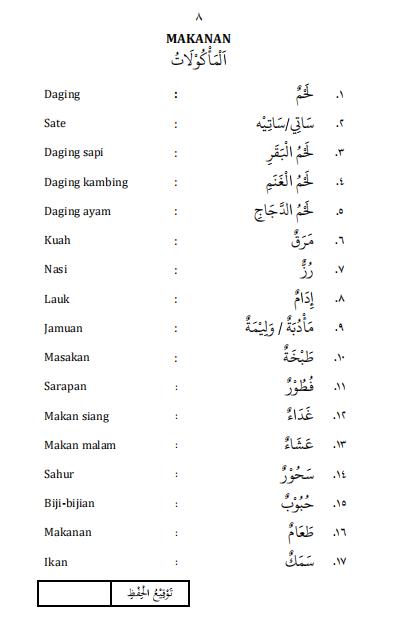 ٨
MAKANAN
اَلْمَأْكُوْلَاتُ
Daging : لَحْمٌ .١
Sate : سَاتِي/سَاتِيْه .٢
Daging sapi : لَحْمُ الْبَقَرِ .٣
Daging kambing : لَحْمُ الْغَنَمِ .٤
Daging ayam : لَحْمُ الدَّجَاجِ .٥
Kuah : مَرَقٌ .٦
Nasi : رُزٌّ .٧
Lauk : إِدَامٌ .٨
Jamuan : مَأْدُبَةٌ / وَلِيْمَةٌ .٩
Masakan : طَبْخَةٌ .١٠
Sarapan : فُطُوْرٌ .١١
Makan siang : غَدَاءٌ .١٢
Makan malam : عَشَاءٌ .١٣
Sahur : سَحُوْرٌ .١٤
Biji-bijian : حُبُوْبٌ .١٥
Makanan : طَعَامٌ .١٦
Ikan : سَمَكٌ .١٧
تَوْقِيْعُ الْحِفْظِ